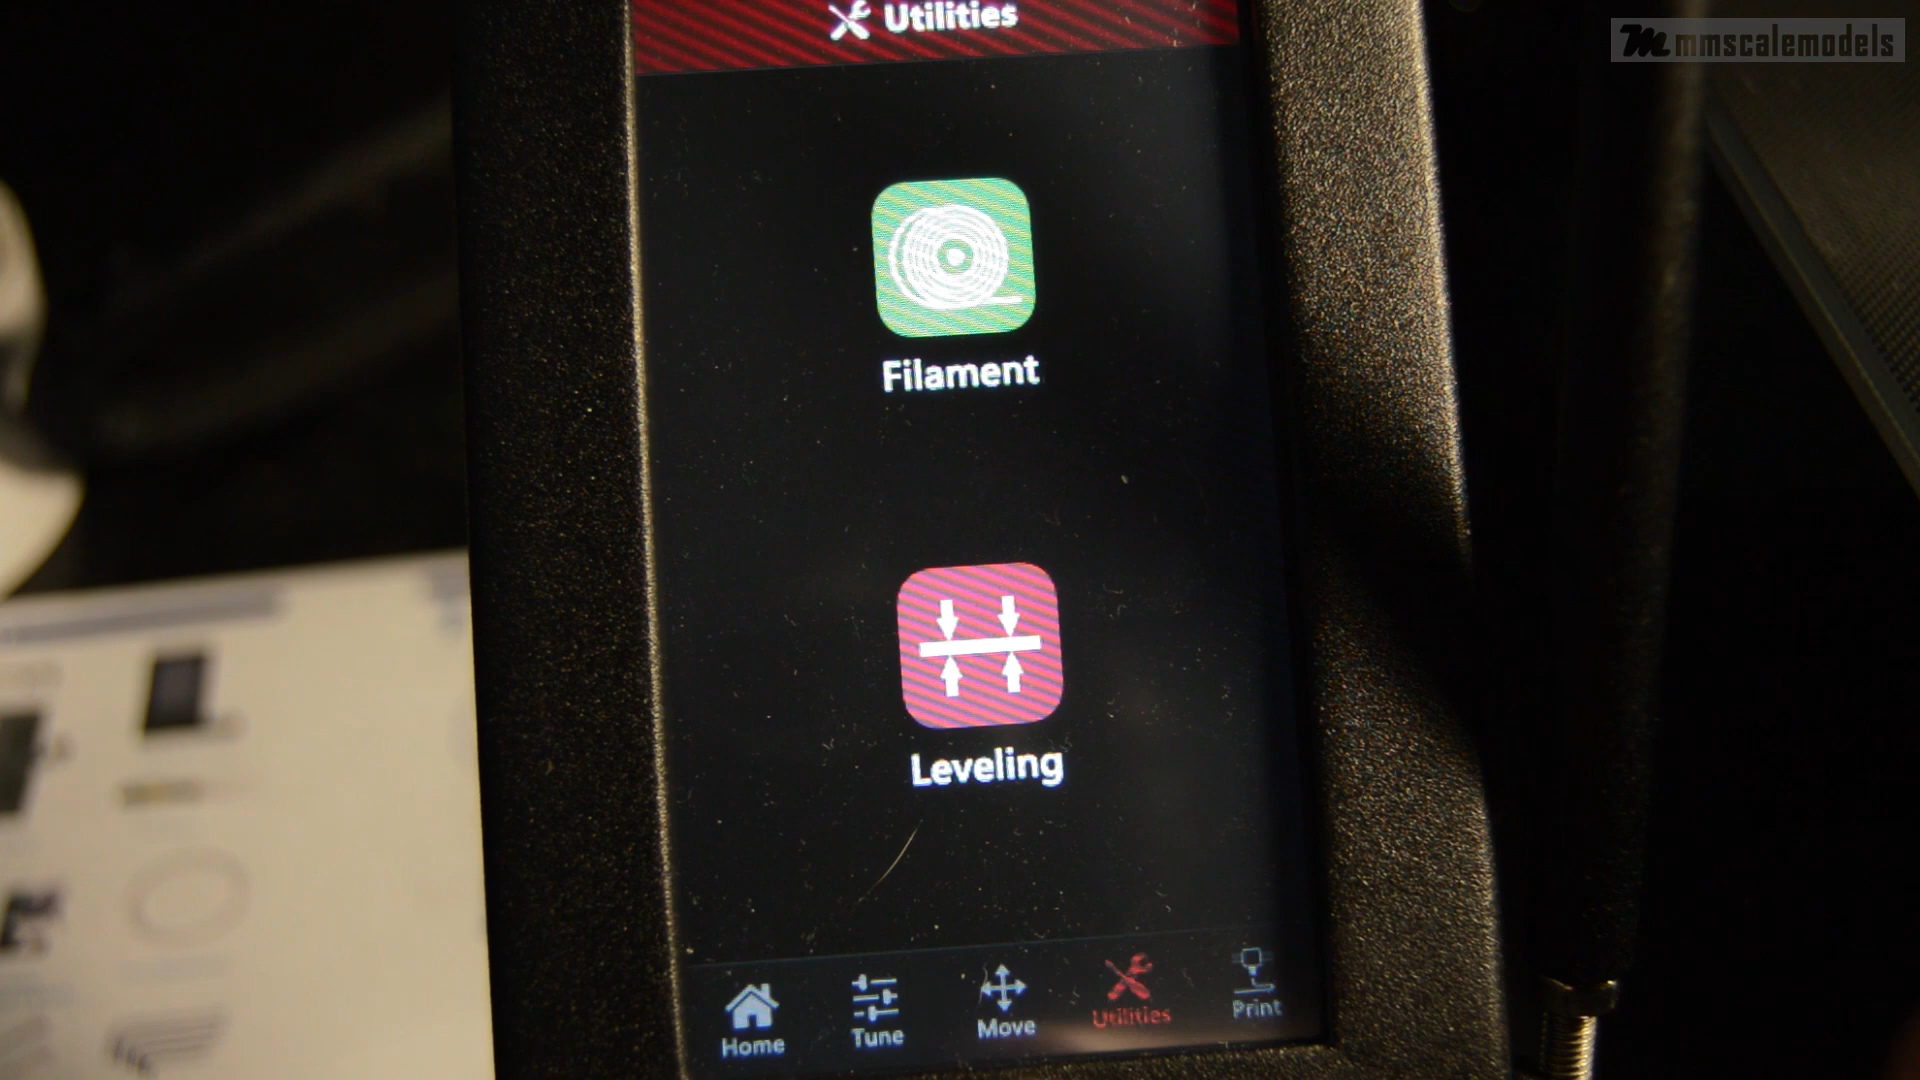 Utilities
mmscalemodels
Filament
Leveling
Home
Tune
Move
Utilities
Print